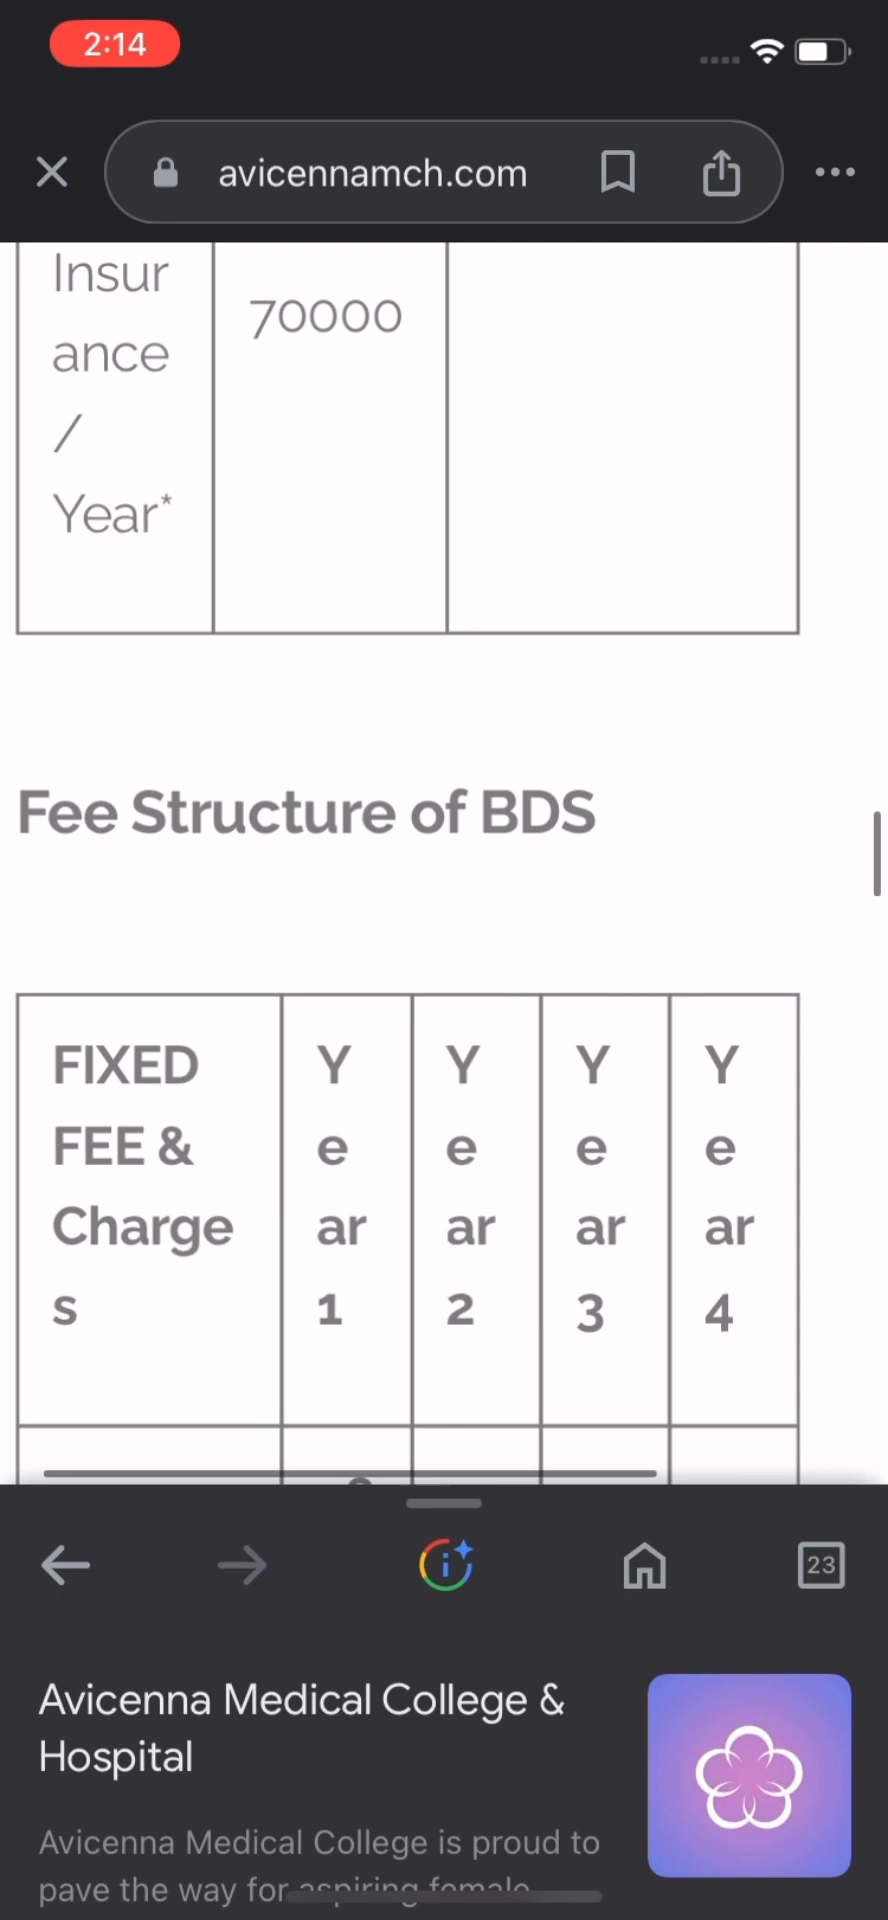 2:14
avicennamch.com
Insur
ance
/
Year*
70000
Fee Structure of BDS
FIXED
FEE &
Charge
s
Y
e
ar
1
Y
e
ar
2
Y
e
ar
3
Y
e
ar
4
23
Avicenna Medical College &
Hospital
Avicenna Medical College is proud to
pave the way for aspiring female